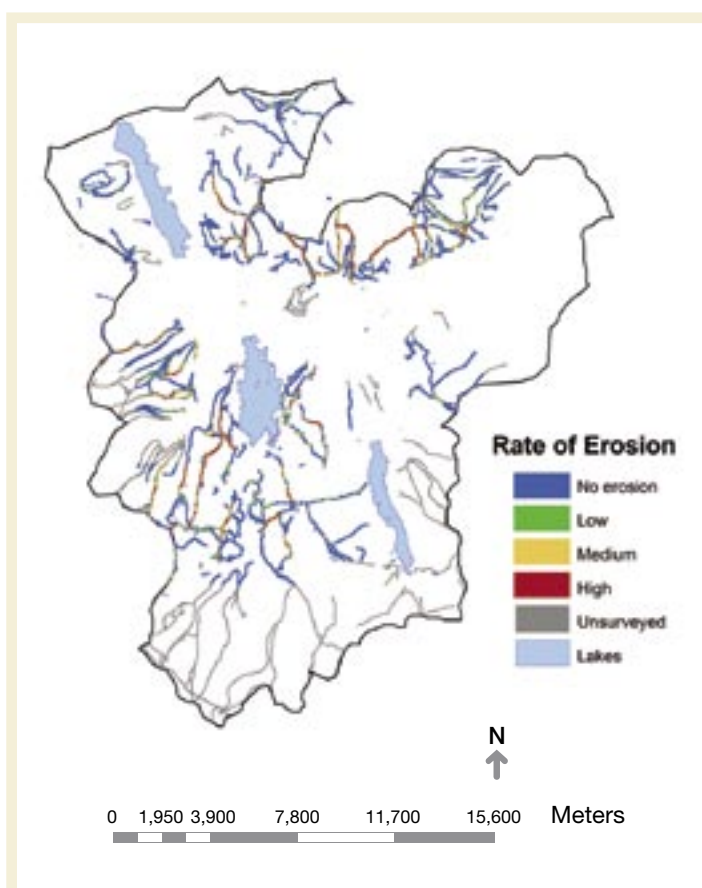 Rate of Erosion
No erosion
Low
Medium
High
Unsurveyed
Lakes
N
0 1,950 3,900 7,800 11,700 15,600 Meters